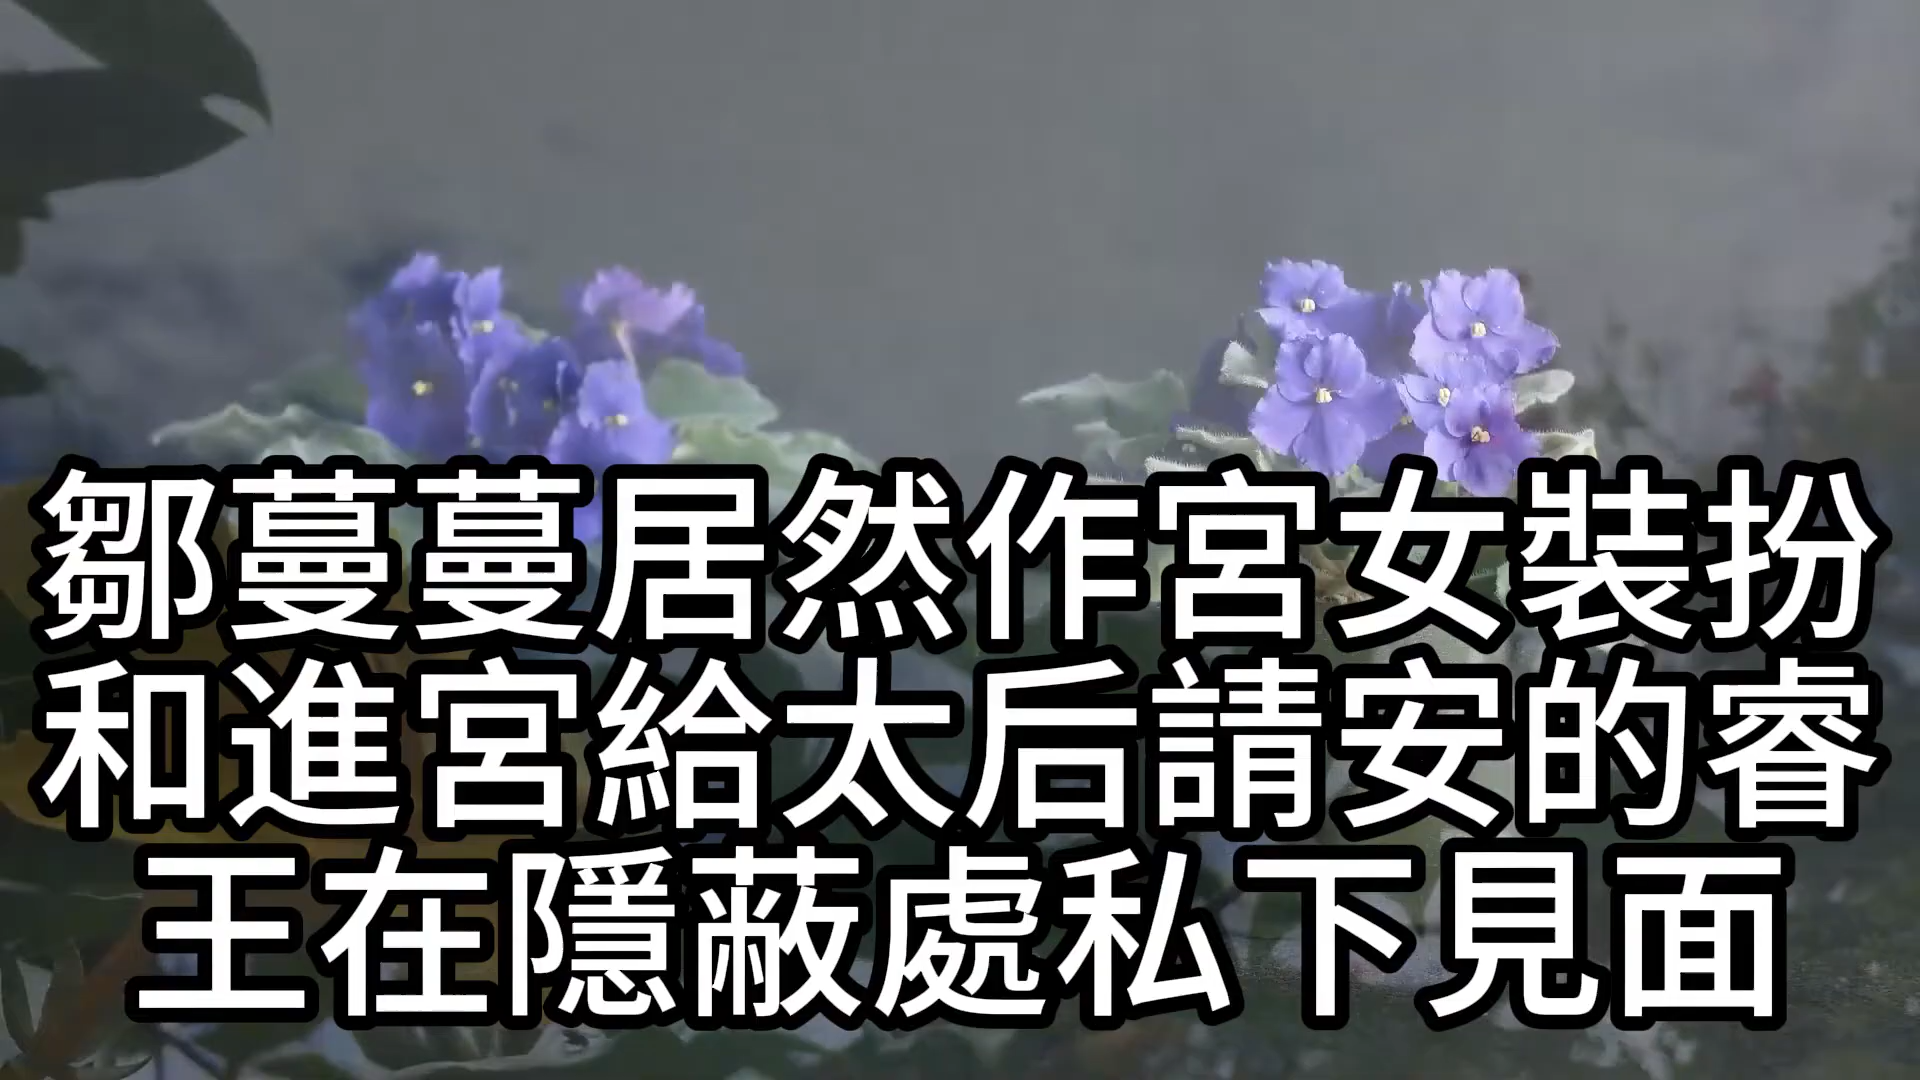 鄒蔓蔓居然作宮女裝扮
和進宮給太后請安的睿
王在隱蔽處私下見面